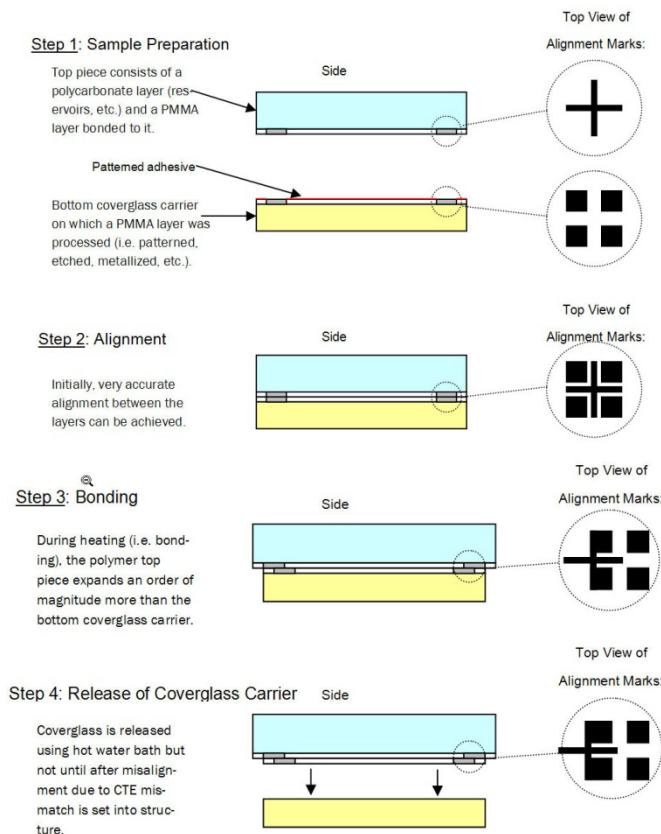 Top View of
Alignment Marks:
Step 1: Sample Preparation
Side
Top piece consists of a
polycarbonate layer (res-
ervoirs, etc.) and a PMMA
layer bonded to it.
Patterned adhesive
Bottom coverglass carrier
on which a PMMA layer was
processed (i.e. patterned,
etched, metallized, etc.).
Top View of
Alignment Marks:
Step 2: Alignment
Side
Initially, very accurate
alignment between the
layers can be achieved.
Top View of
Alignment Marks:
Step 3: Bonding
Side
During heating (i.e. bond-
ing), the polymer top
piece expands an order of
magnitude more than the
bottom coverglass carrier.
Top View of
Alignment Marks:
Step 4: Release of Coverglass Carrier
Side
Coverglass is released
using hot water bath but
not until after misalign-
ment due to CTE mis-
match is set into struc-
ture.